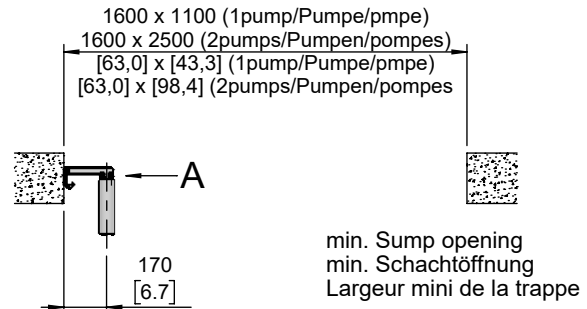 1600 x 1100 (1pump/Pumpe/pmpe)
1600 x 2500 (2pumps/Pumpen/pompes)
[63,0] x [43,3] (1pump/Pumpe/pmpe)
[63,0] x [98,4] (2pumps/Pumpen/pompes
A
170
[6.7]
min. Sump opening
min. Schachtöffnung
Largeur mini de la trappe